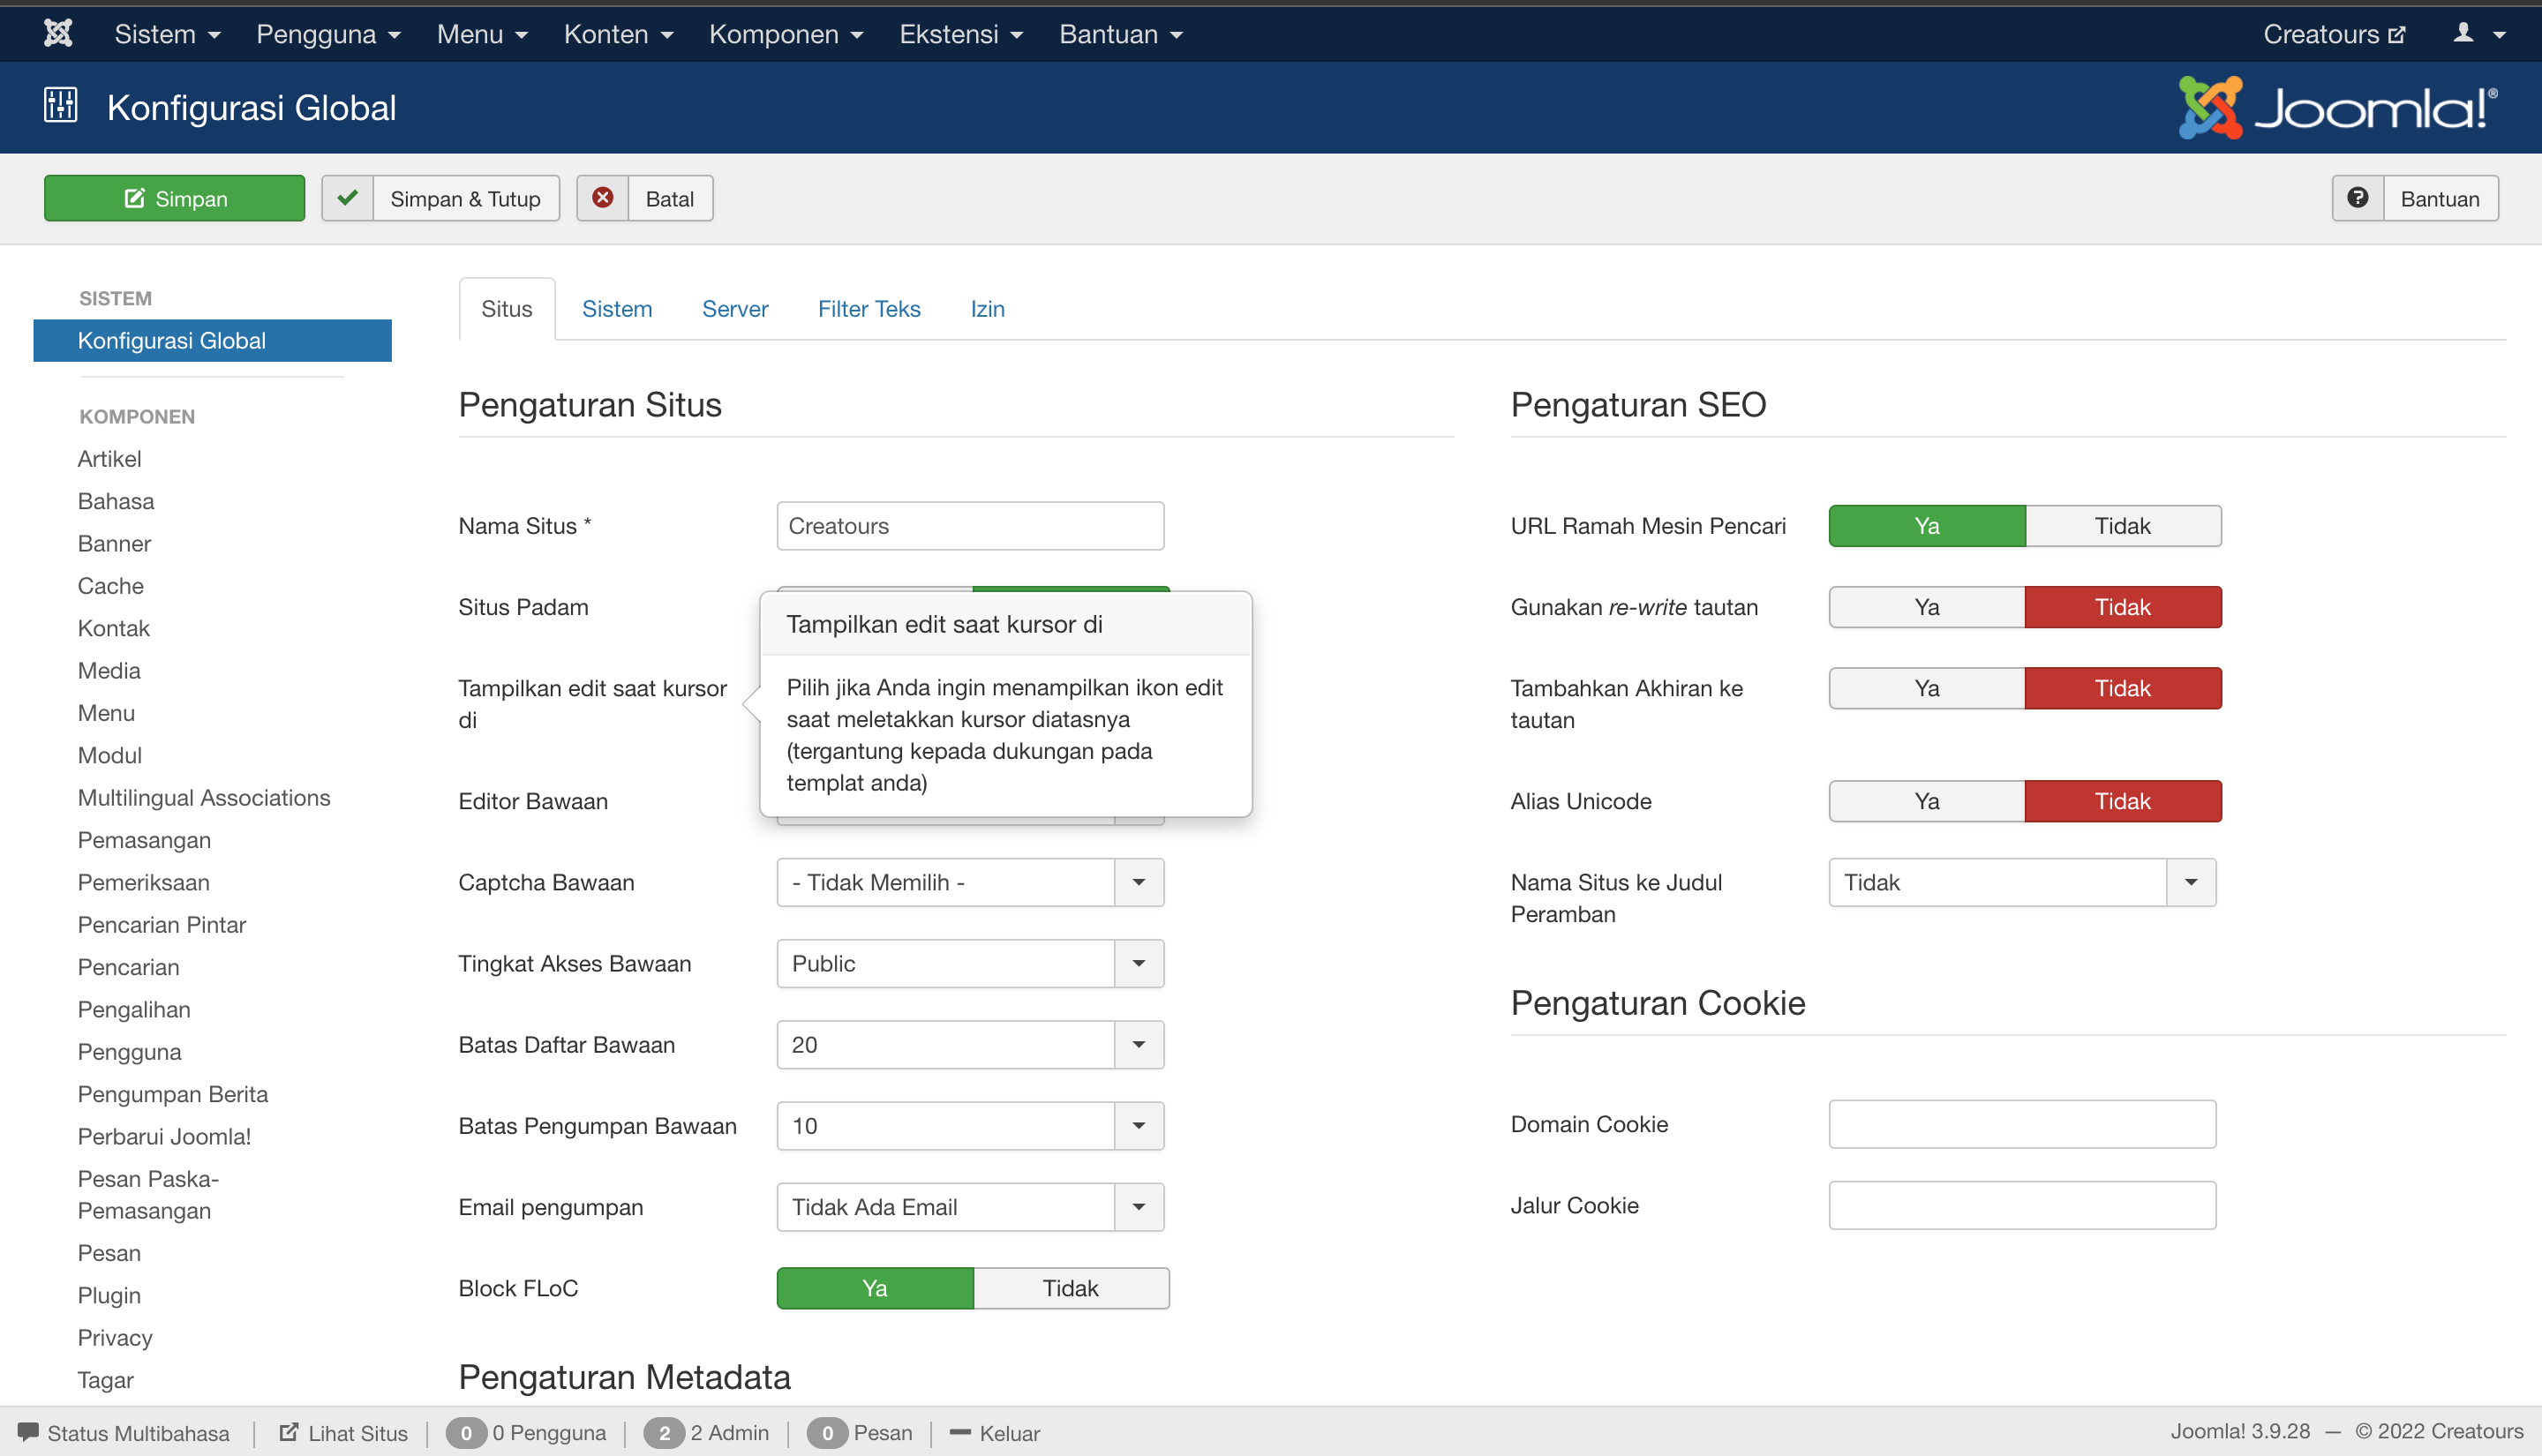 Sistem Pengguna Menu Konten Komponen Ekstensi Bantuan Creatours
Konfigurasi Global
Joomla!®
Simpan Simpan & Tutup Batal Bantuan
SISTEM
Konfigurasi Global
KOMPONEN
Artikel
Bahasa
Banner
Cache
Kontak
Media
Menu
Modul
Multilingual Associations
Pemasangan
Pemeriksaan
Pencarian Pintar
Pencarian
Pengalihan
Pengguna
Pengumpan Berita
Perbarui Joomla!
Pesan Paska-
Pemasangan
Pesan
Plugin
Privacy
Tagar
Situs Sistem Server Filter Teks Izin
Pengaturan Situs
Nama Situs * Creatours
Situs Padam
Tampilkan edit saat kursor
di
Tampilkan edit saat kursor di
Pilih jika Anda ingin menampilkan ikon edit
saat meletakkan kursor diatasnya
(tergantung kepada dukungan pada
templat anda)
Editor Bawaan
Captcha Bawaan - Tidak Memilih -
Tingkat Akses Bawaan Public
Batas Daftar Bawaan 20
Batas Pengumpan Bawaan 10
Email pengumpan Tidak Ada Email
Block FLoC Ya Tidak
Pengaturan Metadata
Pengaturan SEO
URL Ramah Mesin Pencari Ya Tidak
Gunakan re-write tautan Ya Tidak
Tambahkan Akhiran ke Ya Tidak
tautan
Alias Unicode Ya Tidak
Nama Situs ke Judul Tidak
Peramban
Pengaturan Cookie
Domain Cookie
Jalur Cookie
Status Multibahasa Lihat Situs 0 0 Pengguna 2 2 Admin 0 Pesan Keluar
Joomla! 3.9.28 — © 2022 Creatours